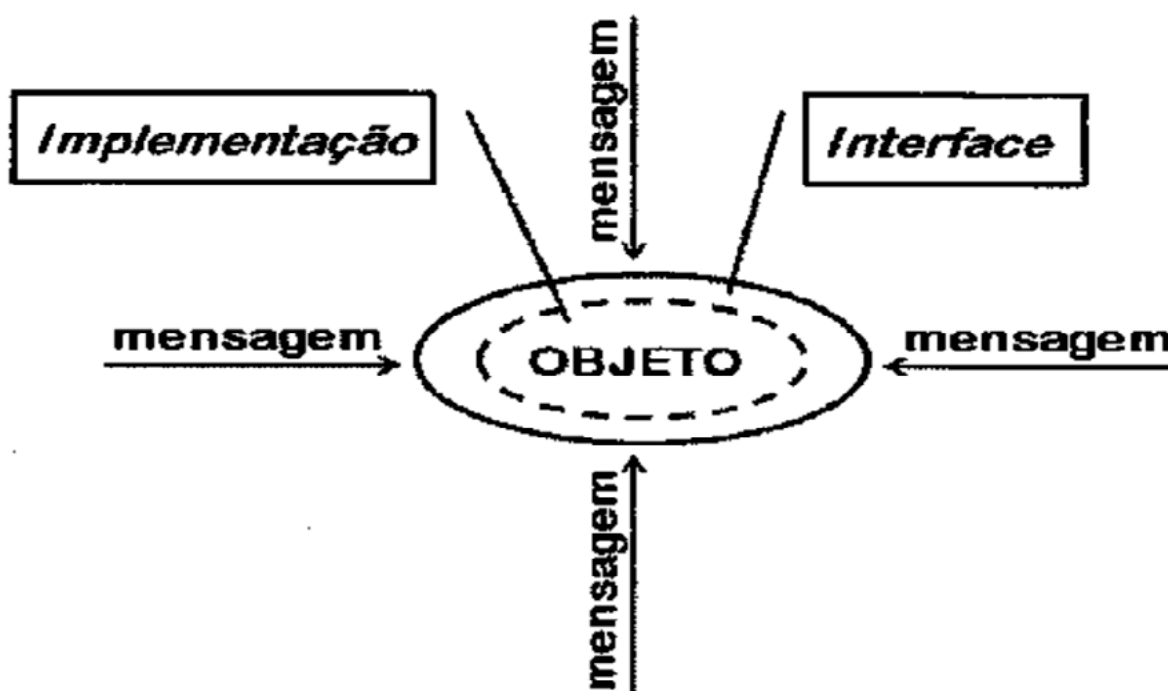 mensagem
Implementação
Interface
mensagem
OBJETO
mensagem
mensagem